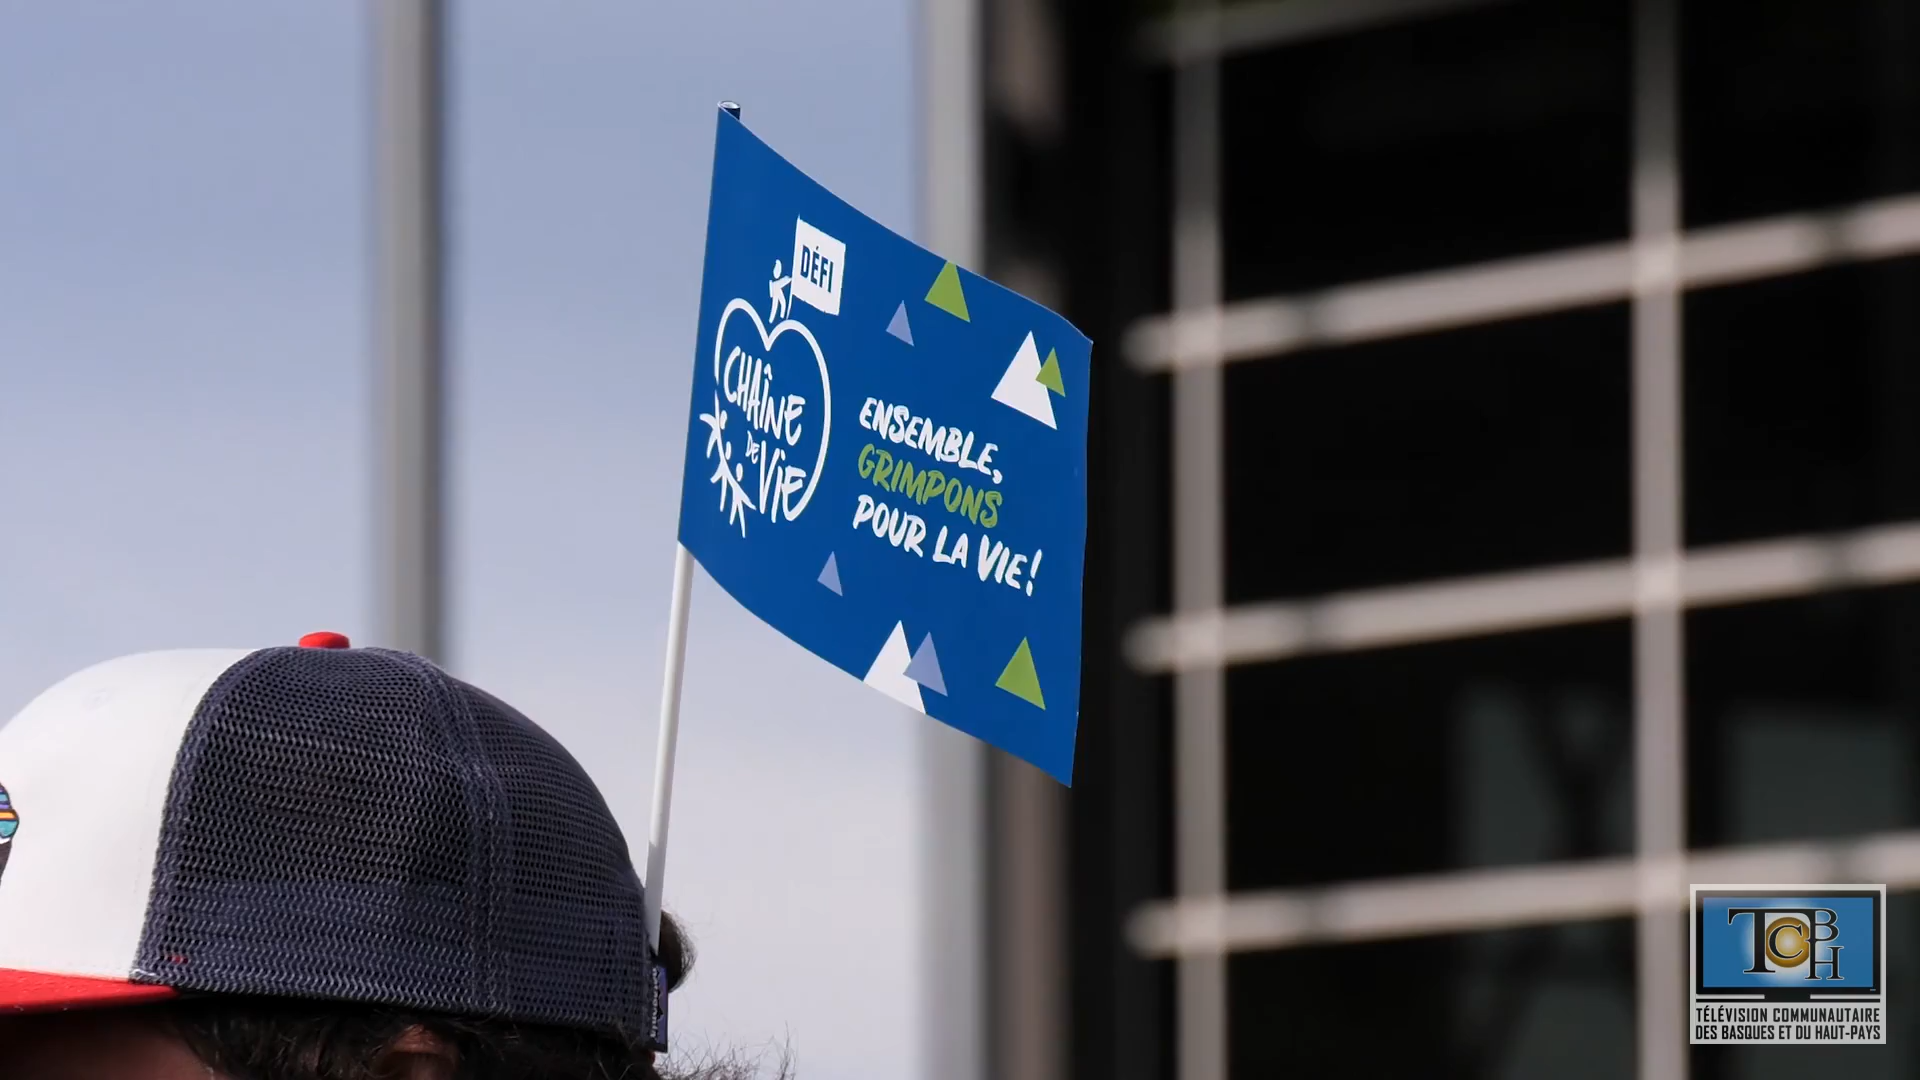 DÉFI
CHAÎNE
DE
VIE
ENSEMBLE,
GRIMPONS
POUR LA VIE!
TCBH
TÉLÉVISION COMMUNAUTAIRE
DES BASQUES ET DU HAUT-PAYS